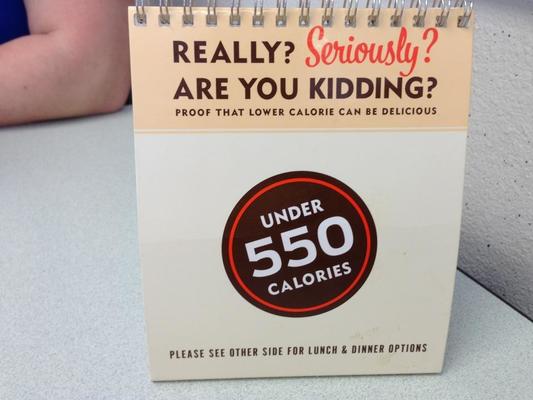 REALLY? Seriously?
ARE YOU KIDDING?
PROOF THAT LOWER CALORIE CAN BE DELICIOUS
UNDER
550
CALORIES
PLEASE SEE OTHER SIDE FOR LUNCH & DINNER OPTIONS